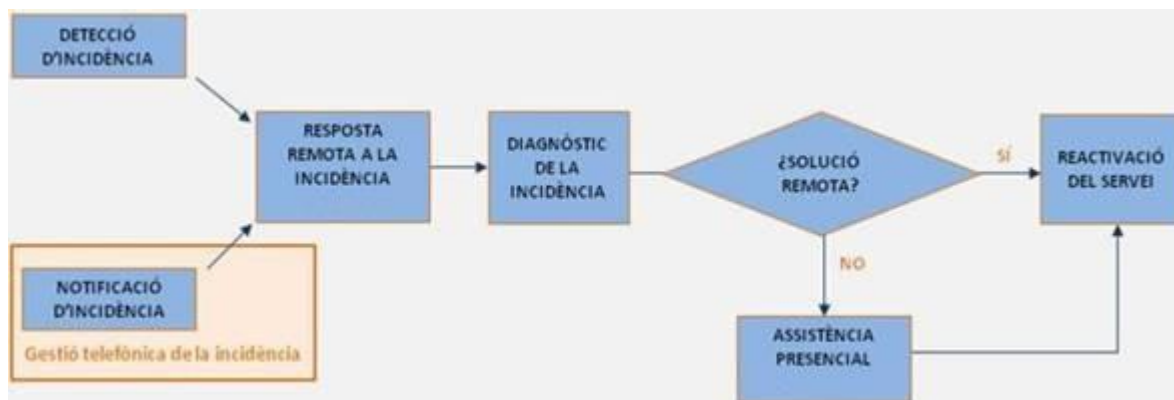 DETECCIÓ
D'INCIDÈNCIA
RESPOSTA
REMOTA A LA
INCIDÈNCIA
DIAGNÒSTIC
DE LA
INCIDÈNCIA
¿SOLUCIÓ
REMOTA?
SÍ
REACTIVACIÓ
DEL SERVEI
NOTIFICACIÓ
D'INCIDÈNCIA
Gestió telefònica de la incidència
NO
ASSISTÈNCIA
PRESENCIAL